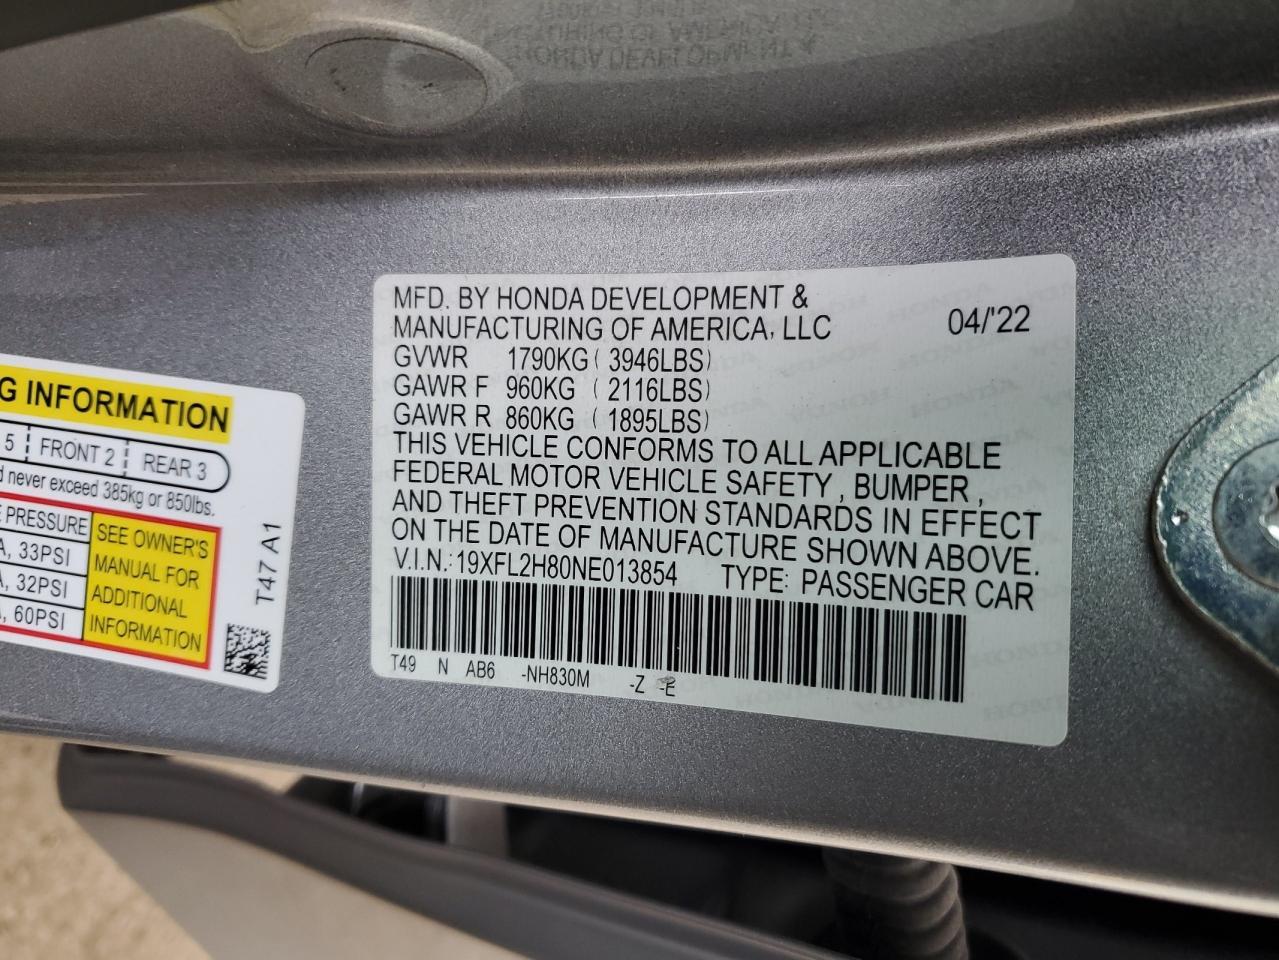 MFD. BY HONDA DEVELOPMENT &
MANUFACTURING OF AMERICA, LLC 04/'22
GVWR 1790KG ( 3946LBS)
GAWR F 960KG ( 2116LBS)
GAWR R 860KG ( 1895LBS)
THIS VEHICLE CONFORMS TO ALL APPLICABLE
FEDERAL MOTOR VEHICLE SAFETY , BUMPER ,
AND THEFT PREVENTION STANDARDS IN EFFECT
ON THE DATE OF MANUFACTURE SHOWN ABOVE.
V.I.N.: 19XFL2H80NE013854 TYPE: PASSENGER CAR
T49 N AB6 -NH830M -Z -E
G INFORMATION
5 FRONT 2 REAR 3
never exceed 385kg or 850lbs.
PRESSURE
33PSI
32PSI
60PSI
SEE OWNER'S
MANUAL FOR
ADDITIONAL
INFORMATION
T47 A1